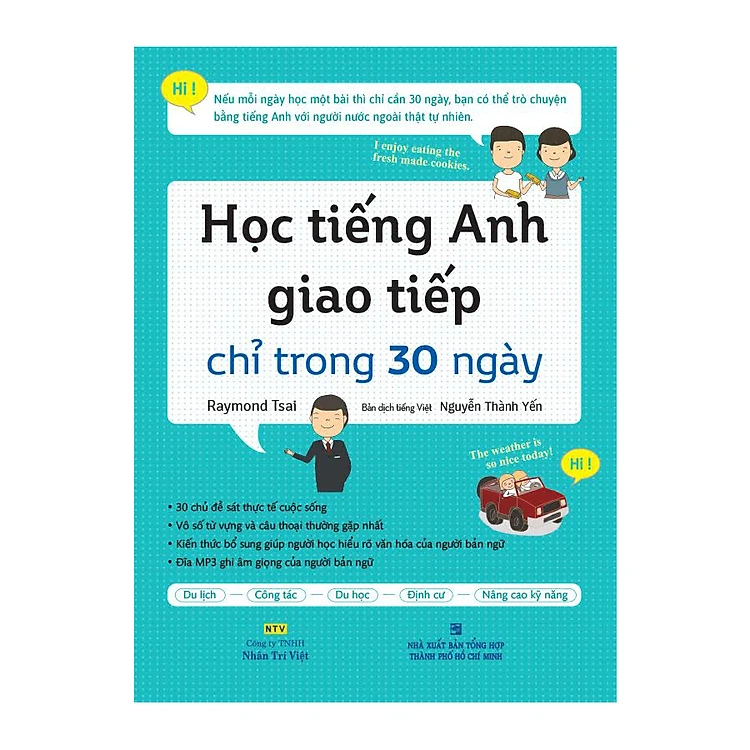 Hi !
Nếu mỗi ngày học một bài thì chỉ cần 30 ngày, bạn có thể trò chuyện
bằng tiếng Anh với người nước ngoài thật tự nhiên.
I enjoy eating the
fresh made cookies.
Học tiếng Anh
giao tiếp
chỉ trong 30 ngày
Raymond Tsai
Bản dịch tiếng Việt Nguyễn Thành Yến
The weather is
so nice today!
Hi !
• 30 chủ đề sát thực tế cuộc sống
• Vô số từ vựng và câu thoại thường gặp nhất
• Kiến thức bổ sung giúp người học hiểu rõ văn hóa của người bản ngữ
• Đĩa MP3 ghi âm giọng của người bản ngữ
Du lịch — Công tác — Du học — Định cư — Nâng cao kỹ năng
NTV
Công ty TNHH
Nhân Trí Việt
NHÀ XUẤT BẢN TỔNG HỢP
THÀNH PHỐ HỒ CHÍ MINH